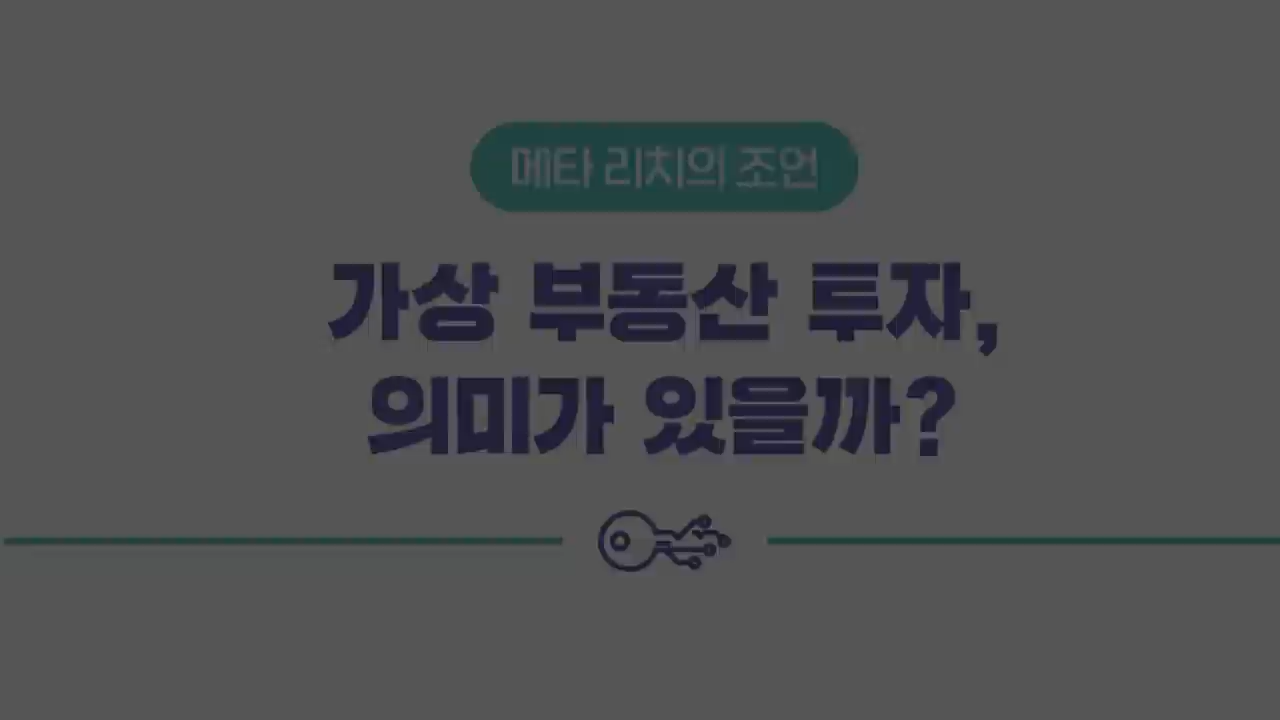 메타 리치의 조언
가상 부동산 투자,
의미가 있을까?